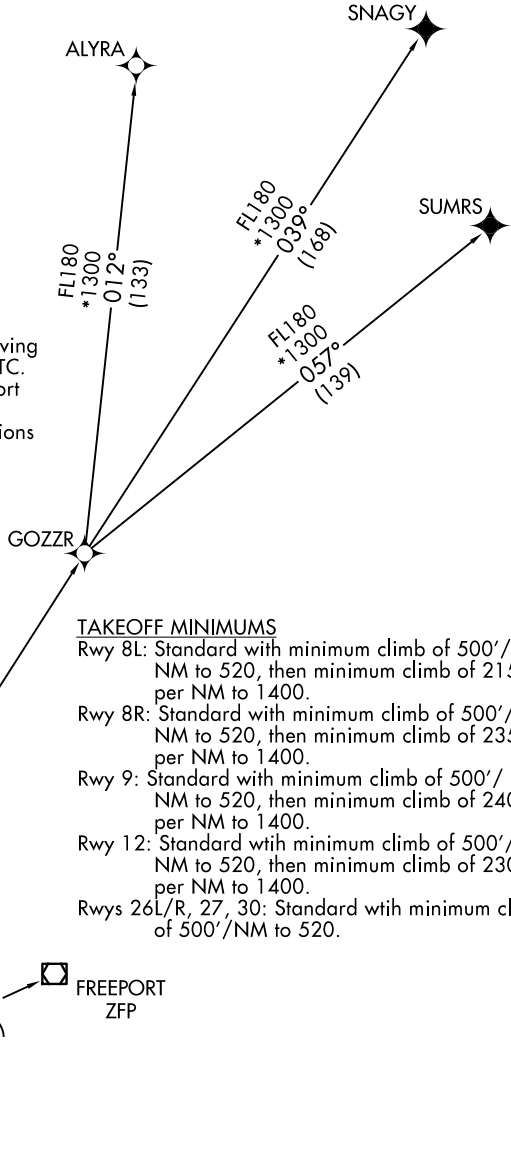 SNAGY
ALYRA
SUMRS
FL180
*1300
012°
(133)
FL180
*1300
039°
(168)
FL180
*1300
057°
(139)
GOZZR
TAKEOFF MINIMUMS
Rwy 8L: Standard with minimum climb of 500'/
NM to 520, then minimum climb of 215
per NM to 1400.
Rwy 8R: Standard with minimum climb of 500'/
NM to 520, then minimum climb of 235
per NM to 1400.
Rwy 9: Standard with minimum climb of 500'/
NM to 520, then minimum climb of 240
per NM to 1400.
Rwy 12: Standard wtih minimum climb of 500'/
NM to 520, then minimum climb of 230
per NM to 1400.
Rwys 26L/R, 27, 30: Standard wtih minimum cl
of 500'/NM to 520.
FREEPORT
ZFP